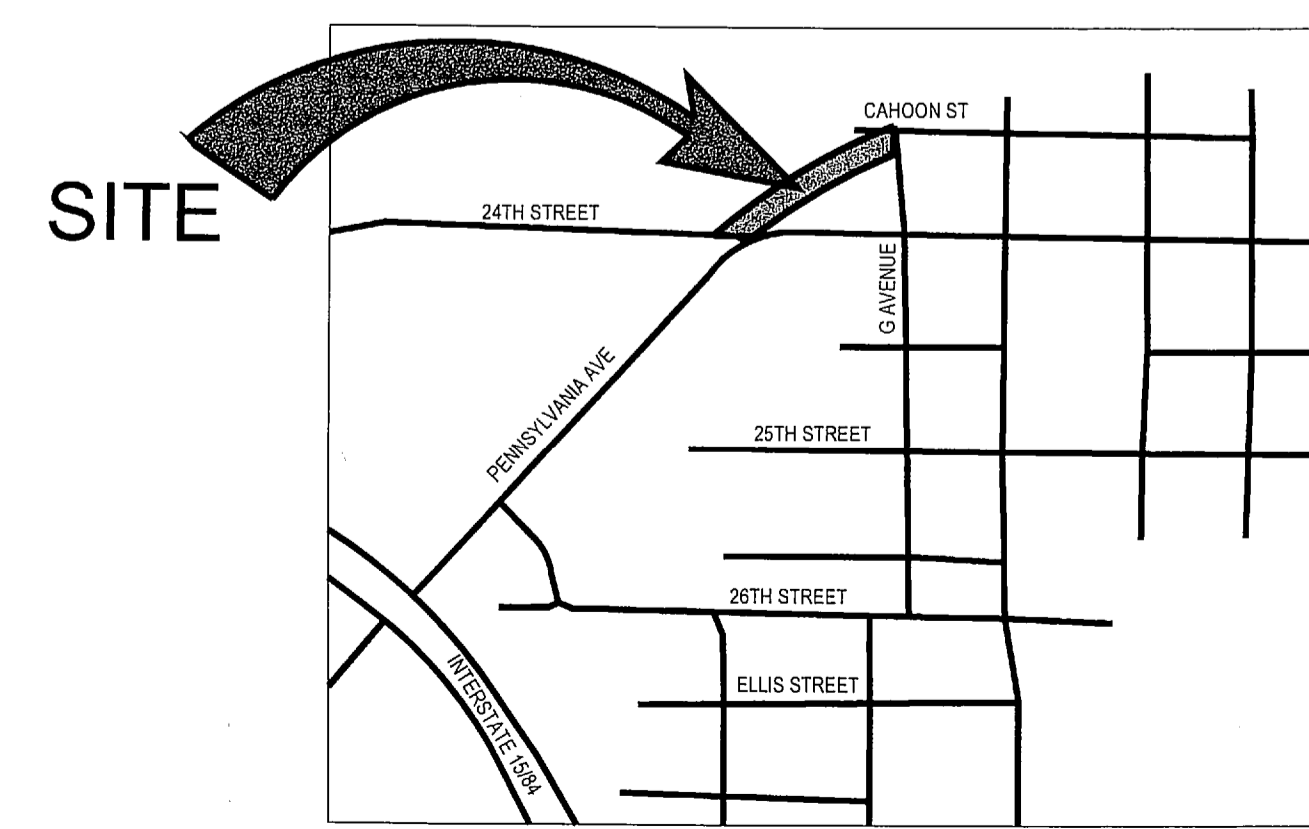 CAHOON ST
SITE
24TH STREET
G AVENUE
PENNSYLVANIA AVE
25TH STREET
26TH STREET
INTERSTATE 15/84
ELLIS STREET